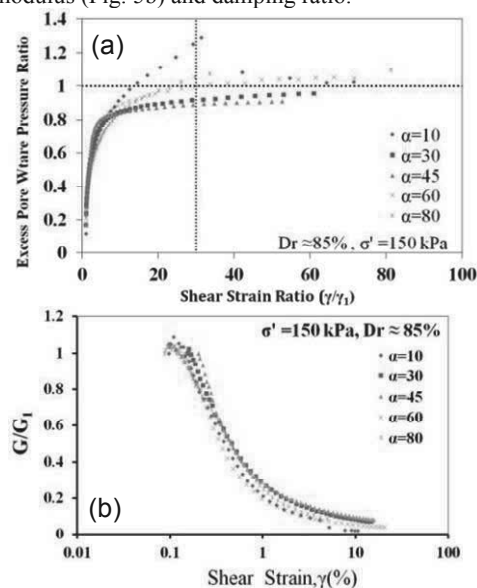 modulus (Fig. 5b) and damping ratio.
(a)
Excess Pore Wtare Pressure Ratio
1.4
1.2
1
0.8
0.6
0.4
0.2
0
α=10
α=30
α=45
α=60
α=80
Dr ≈85% , σ' =150 kPa
0 20 40 60 80 100
Shear Strain Ratio (γ/γ1)
σ' =150 kPa, Dr ≈ 85%
G/G1
1.2
1
0.8
0.6
0.4
0.2
0
α=10
α=30
α=45
α=60
α=80
(b)
0.01 0.1 1 10 100
Shear Strain,γ(%)